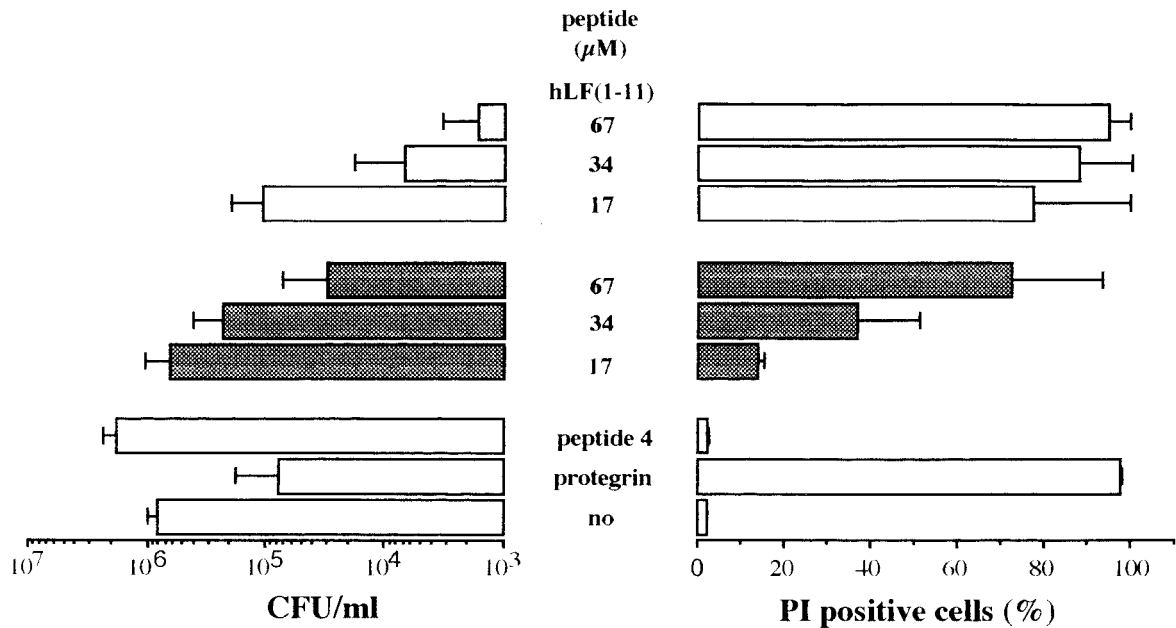 peptide
(µM)
hLF(1-11)
67
34
17
67
34
17
peptide 4
protegrin
no
10⁷ 10⁶ 10⁵ 10⁴ 10³
CFU/ml
0 20 40 60 80 100
PI positive cells (%)